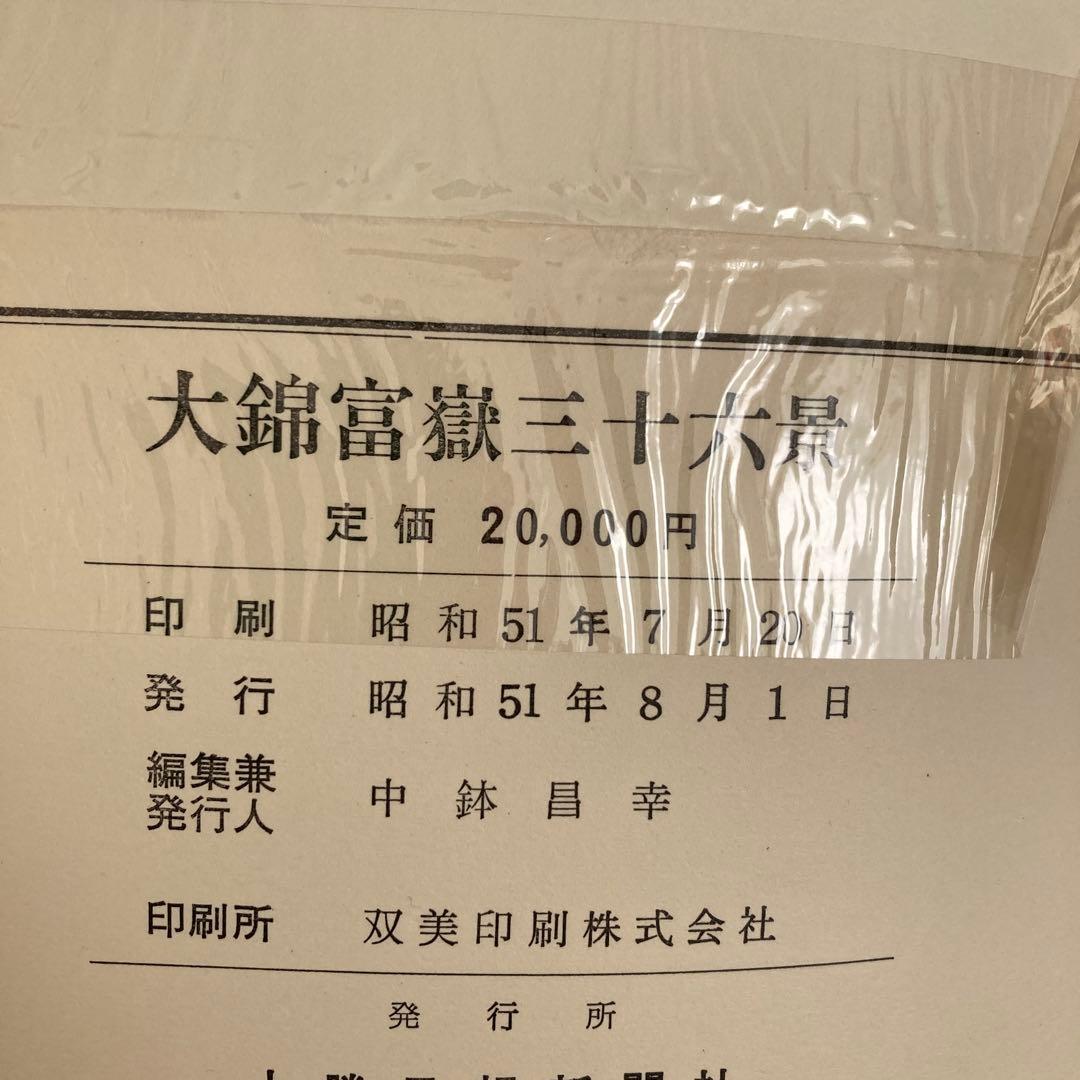 大錦富嶽三十六景
定価 20,000円
印刷 昭和51年7月20日
発行 昭和51年8月1日
編集兼
発行人 中鉢昌幸
印刷所 双美印刷株式会社
発行所